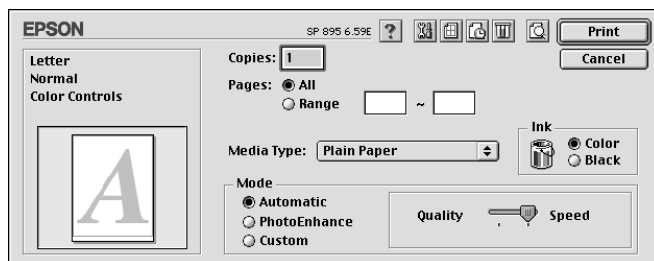 EPSON
SP 895 6.59E
?
Print
Cancel
Letter
Normal
Color Controls
A
Copies: 1
Pages: All
Range ~
Media Type: Plain Paper
Ink
Color
Black
Mode
Automatic
PhotoEnhance
Custom
Quality Speed